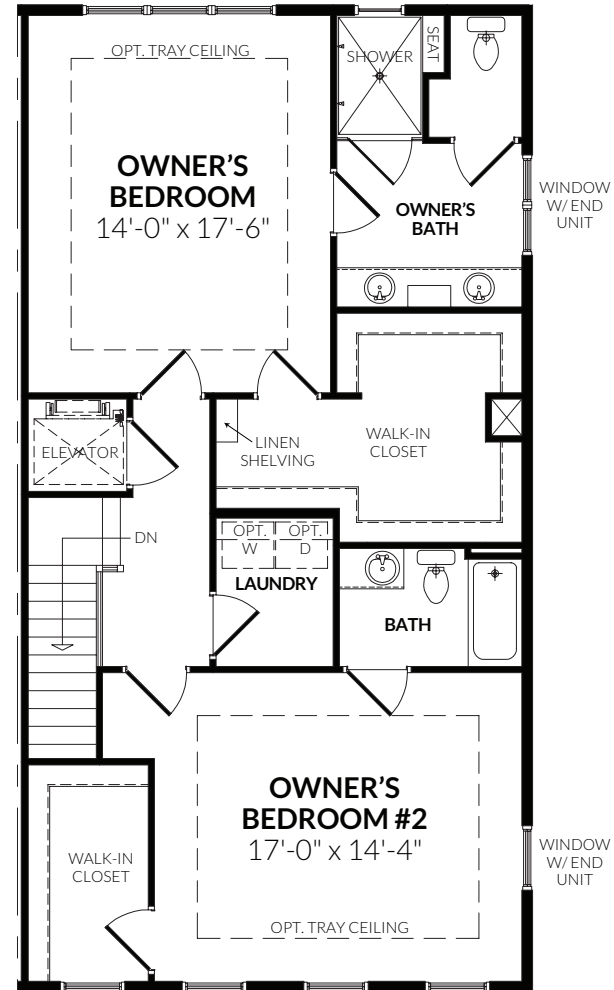 OPT. TRAY CEILING
OWNER'S
BEDROOM
14'-0" x 17'-6"
SHOWER
SEAT
OWNER'S
BATH
WINDOW
W/ END
UNIT
ELEVATOR
LINEN
SHELVING
WALK-IN
CLOSET
DN
OPT.
W
OPT.
D
LAUNDRY
BATH
OWNER'S
BEDROOM #2
17'-0" x 14'-4"
OPT. TRAY CEILING
WALK-IN
CLOSET
WINDOW
W/ END
UNIT